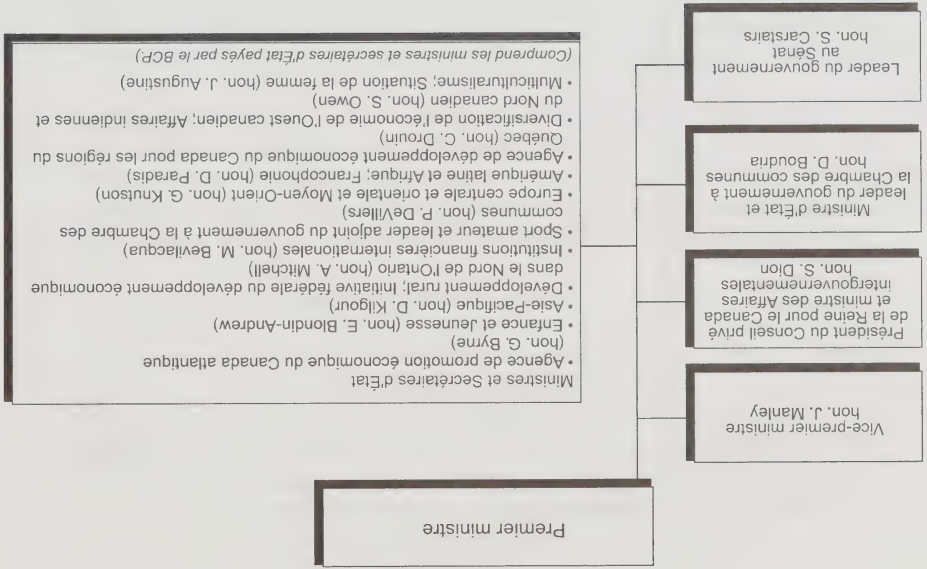 Premier ministre
Vice-premier ministre
hon. J. Manley
Président du Conseil privé
de la Reine pour le Canada
et ministre des Affaires
intergouvernementales
hon. S. Dion
Ministre d'État et
leader du gouvernement à
la Chambre des communes
hon. D. Boudria
Leader du gouvernement
au Sénat
hon. S. Carstairs
Ministres et Secrétaires d'État
• Agence de promotion économique du Canada atlantique
(hon. G. Byrne)
• Enfance et Jeunesse (hon. E. Blondin-Andrew)
• Asie-Pacifique (hon. D. Kilgour)
• Développement rural; Initiative fédérale du développement économique
dans le Nord de l'Ontario (hon. A. Mitchell)
• Institutions financières internationales (hon. M. Bevilacqua)
• Sport amateur et leader adjoint du gouvernement à la Chambre des
communes (hon. P. DeVillers)
• Europe centrale et orientale et Moyen-Orient (hon. G. Knutson)
• Amérique latine et Afrique; Francophonie (hon. D. Paradis)
• Agence de développement économique du Canada pour les régions du
Québec (hon. C. Drouin)
• Diversification de l'économie de l'Ouest canadien; Affaires indiennes et
du Nord canadien (hon. S. Owen)
• Multiculturalisme; Situation de la femme (hon. J. Augustine)
(Comprend les ministres et secrétaires d'État payés par le BCP.)